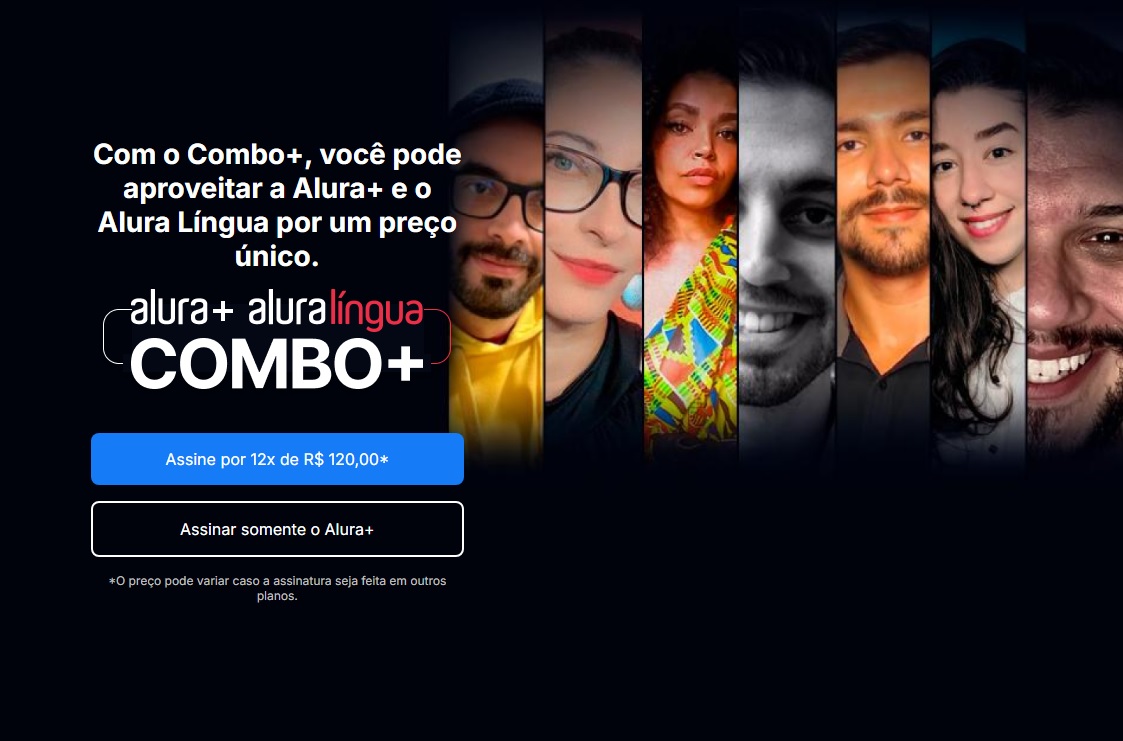 Com o Combo+, você pode
aproveitar a Alura+ e o
Alura Língua por um preço
único.
alura+ aluralíngua
COMBO+
Assine por 12x de R$ 120,00*
Assinar somente o Alura+
*O preço pode variar caso a assinatura seja feita em outros
planos.